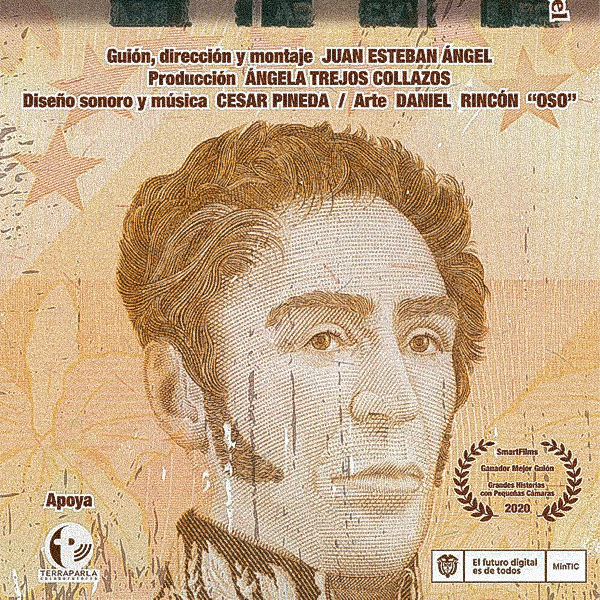 Guión, dirección y montaje JUAN ESTEBAN ÁNGEL
Producción ÁNGELA TREJOS COLLAZOS
Diseño sonoro y música CESAR PINEDA / Arte DANIEL RINCÓN “OSO”
SmartFilms
Ganador Mejor Guión
Grandes Historias
con Pequeñas Cámaras
2020
Apoya
TERRAPARLA
colaboratorio
El futuro digital
es de todos
MinTIC